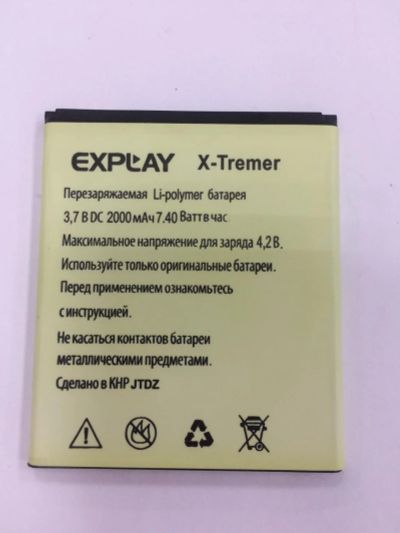 EXPLAY X-Tremer
Перезаряжаемая Li-polymer батарея
3,7 В DC 2000 мАч 7.40 Ватт в час
Максимальное напряжение для заряда 4,2 В.
Используйте только оригинальные батареи.
Перед применением ознакомьтесь
с инструкцией.
Не касаться контактов батареи
металлическими предметами.
Сделано в КНР JTDZ